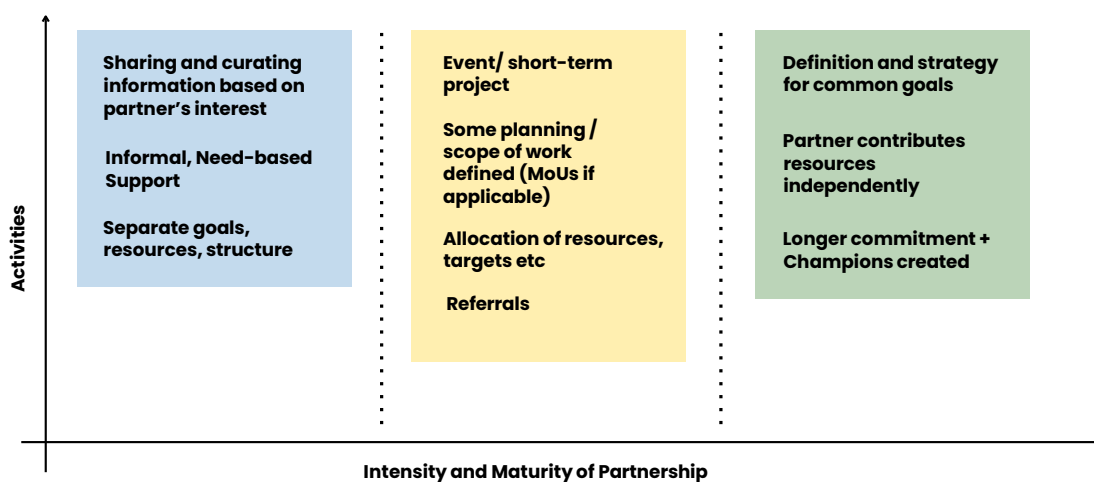 Sharing and curating
information based on
partner's interest
Informal, Need-based
Support
Separate goals,
resources, structure
Event/ short-term
project
Some planning /
scope of work
defined (MoUs if
applicable)
Allocation of resources,
targets etc
Referrals
Definition and strategy
for common goals
Partner contributes
resources
independently
Longer commitment +
Champions created
Activities
Intensity and Maturity of Partnership